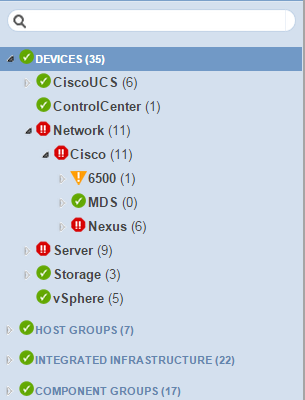 DEVICES (35)
CiscoUCS (6)
ControlCenter (1)
Network (11)
Cisco (11)
6500 (1)
MDS (0)
Nexus (6)
Server (9)
Storage (3)
vSphere (5)
HOST GROUPS (7)
INTEGRATED INFRASTRUCTURE (22)
COMPONENT GROUPS (17)